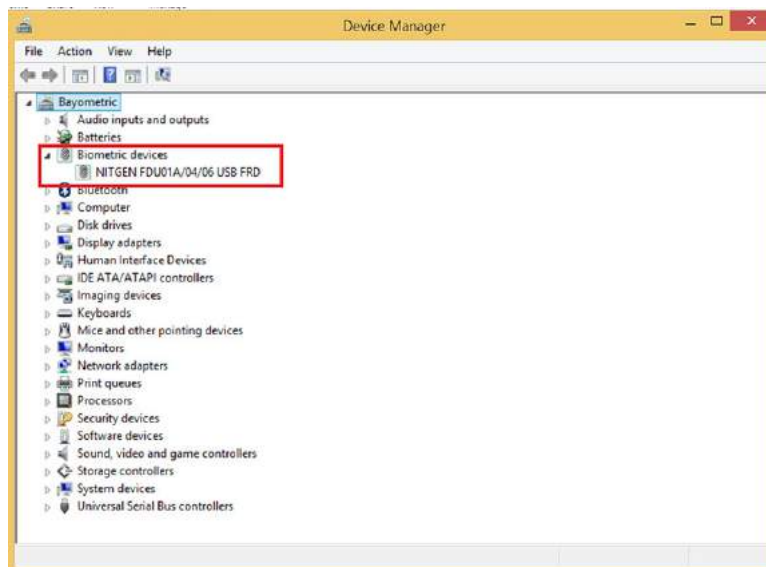 Device Manager
File Action View Help
Bayometric
Audio inputs and outputs
Batteries
Biometric devices
NITGEN FDU01A/04/06 USB FRD
Bluetooth
Computer
Disk drives
Display adapters
Human Interface Devices
IDE ATA/ATAPI controllers
Imaging devices
Keyboards
Mice and other pointing devices
Monitors
Network adapters
Print queues
Processors
Security devices
Software devices
Sound, video and game controllers
Storage controllers
System devices
Universal Serial Bus controllers